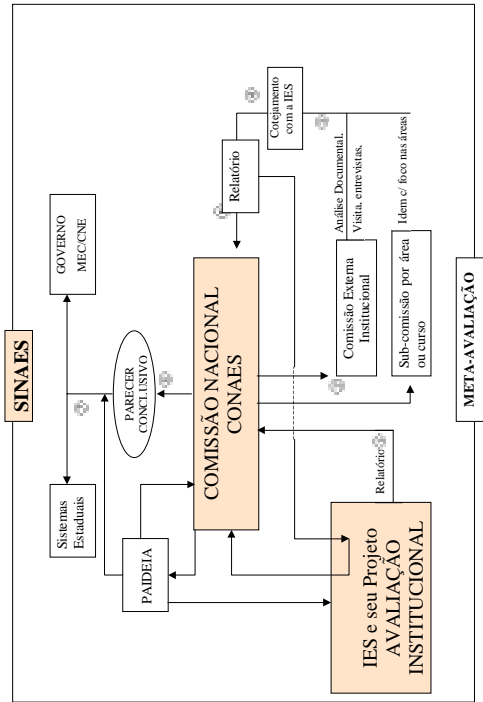 SINAES
Sistemas
Estaduais
GOVERNO
MEC/CNE
PARECER
CONCLUSIVO
PAIDEIA
COMISSÃO NACIONAL
CONAES
Relatório
Cotejamento
com a IES
IES e seu Projeto
AVALIAÇÃO
INSTITUCIONAL
Relatório
Comissão Externa
Institucional
Análise Documental.
Visita, entrevistas.
Sub-comissão por área
ou curso
Idem c/ foco nas áreas
META-AVALIAÇÃO